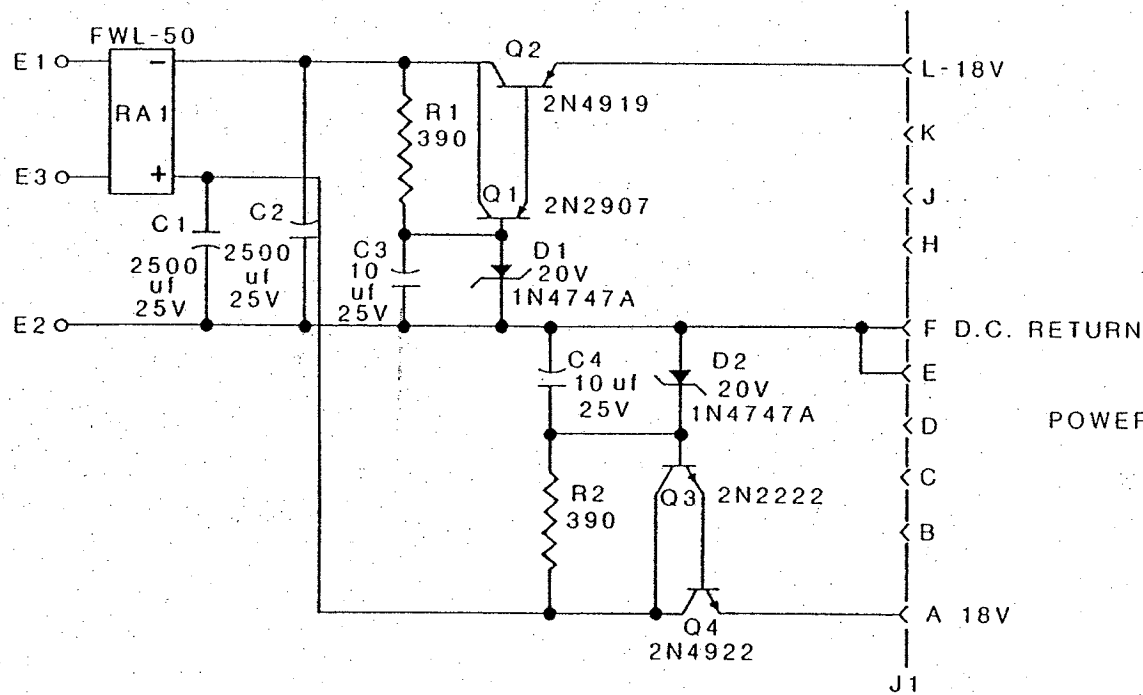 FWL-50
E1
-
RA1
+
E3
E2
C1
2500
uf
25V
C2
2500
uf
25V
R1
390
Q2
2N4919
Q1
2N2907
C3
10
uf
25V
D1
20V
1N4747A
C4
10 uf
25V
D2
20V
1N4747A
R2
390
Q3
2N2222
Q4
2N4922
L-18V
K
J
H
F D.C. RETURN
E
D
POWER
C
B
A 18V
J1